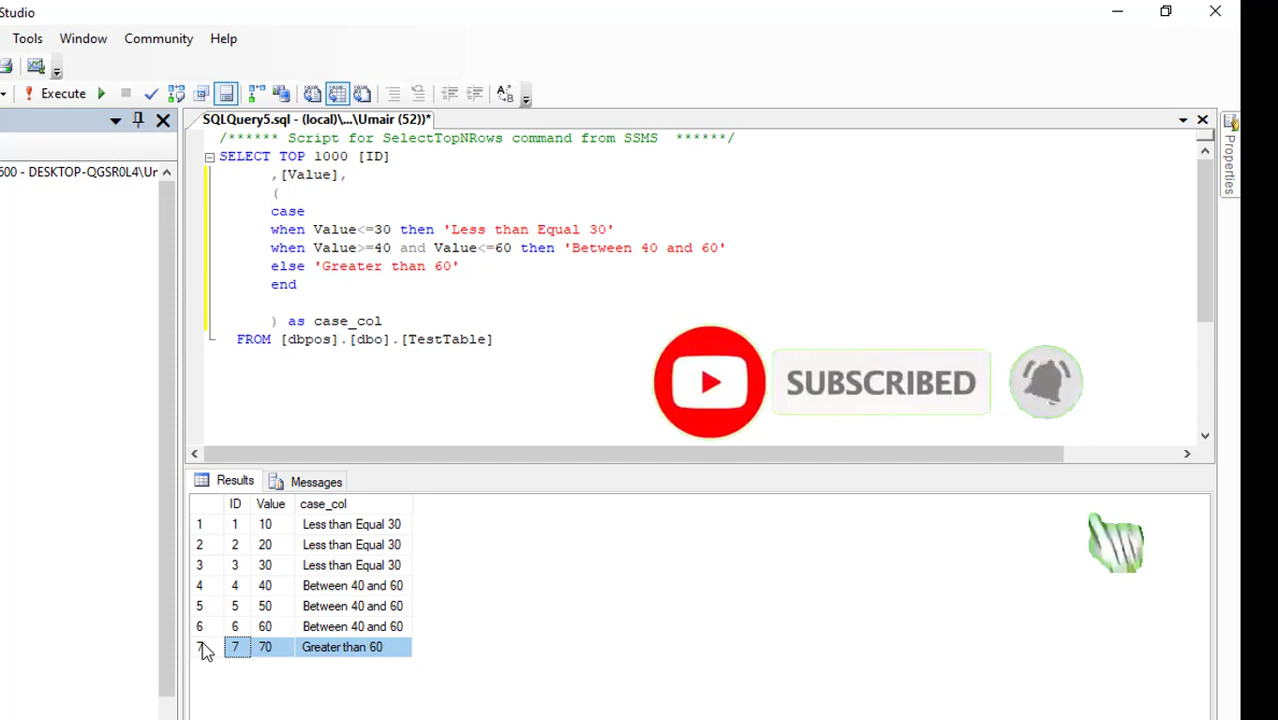 Studio
Tools Window Community Help
Execute
SQLQuery5.sql - (local)\...\Umair (52))*
/****** Script for SelectTopNRows command from SSMS ******/
SELECT TOP 1000 [ID]
,[Value],
(
case
when Value<=30 then 'Less than Equal 30'
when Value>=40 and Value<=60 then 'Between 40 and 60'
else 'Greater than 60'
end
) as case_col
FROM [dbpos].[dbo].[TestTable]
600 - DESKTOP-QGSR0L4\Ur
Properties
SUBSCRIBED
Results Messages
ID Value case_col
1 1 10 Less than Equal 30
2 2 20 Less than Equal 30
3 3 30 Less than Equal 30
4 4 40 Between 40 and 60
5 5 50 Between 40 and 60
6 6 60 Between 40 and 60
7 7 70 Greater than 60